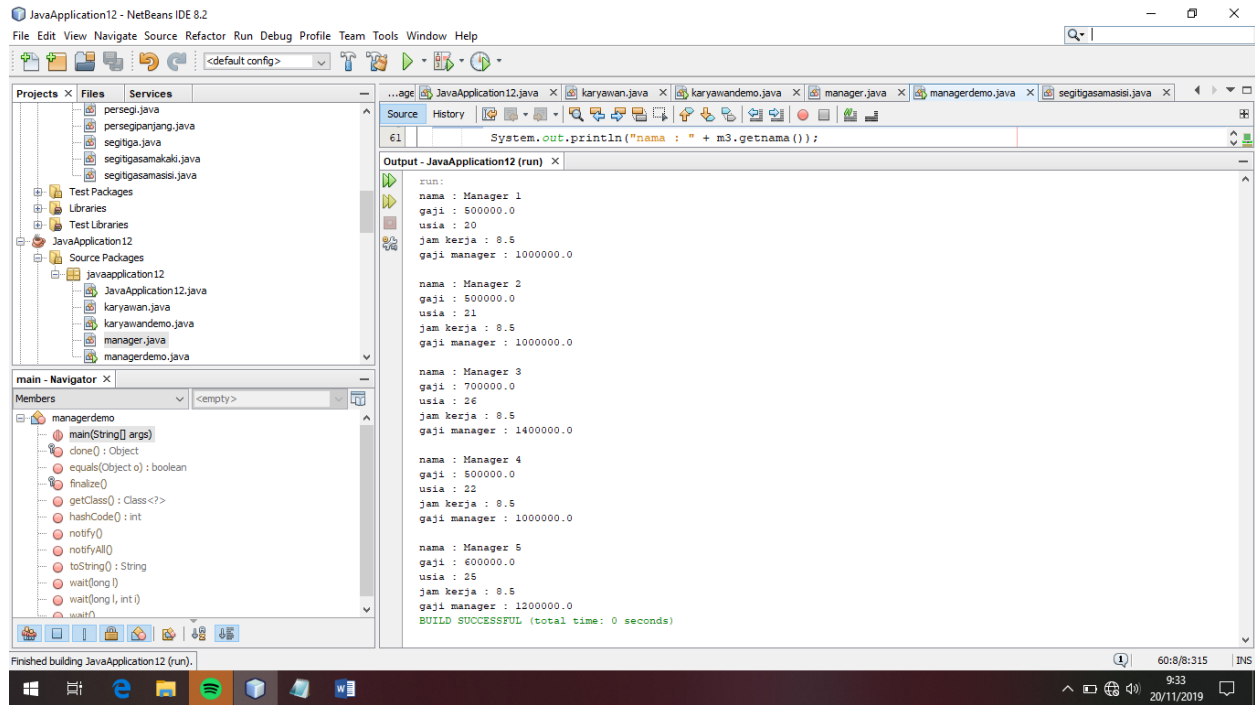 JavaApplication12 - NetBeans IDE 8.2
File Edit View Navigate Source Refactor Run Debug Profile Team Tools Window Help
<default config>
Projects Files Services
persegi.java
persegipanjang.java
segitiga.java
segitigasamakaki.java
segitigasamasisi.java
Test Packages
Libraries
Test Libraries
JavaApplication12
Source Packages
javaapplication12
JavaApplication12.java
karyawan.java
karyawandemo.java
manager.java
managerdemo.java
main - Navigator
Members <empty>
managerdemo
main(String[] args)
clone() : Object
equals(Object o) : boolean
finalize()
getClass() : Class<?>
hashCode() : int
notify()
notifyAll()
toString() : String
wait(long l)
wait(long l, int i)
wait()
...age JavaApplication12.java karyawan.java karyawandemo.java manager.java managerdemo.java segitigasamasisi.java
Source History
61 System.out.println("nama : " + m3.getnama());
Output - JavaApplication12 (run)
run:
nama : Manager 1
gaji : 500000.0
usia : 20
jam kerja : 8.5
gaji manager : 1000000.0
nama : Manager 2
gaji : 500000.0
usia : 21
jam kerja : 8.5
gaji manager : 1000000.0
nama : Manager 3
gaji : 700000.0
usia : 26
jam kerja : 8.5
gaji manager : 1400000.0
nama : Manager 4
gaji : 500000.0
usia : 22
jam kerja : 8.5
gaji manager : 1000000.0
nama : Manager 5
gaji : 600000.0
usia : 25
jam kerja : 8.5
gaji manager : 1200000.0
BUILD SUCCESSFUL (total time: 0 seconds)
Finished building JavaApplication12 (run).
1 60:8/8:315 INS
9:33
20/11/2019